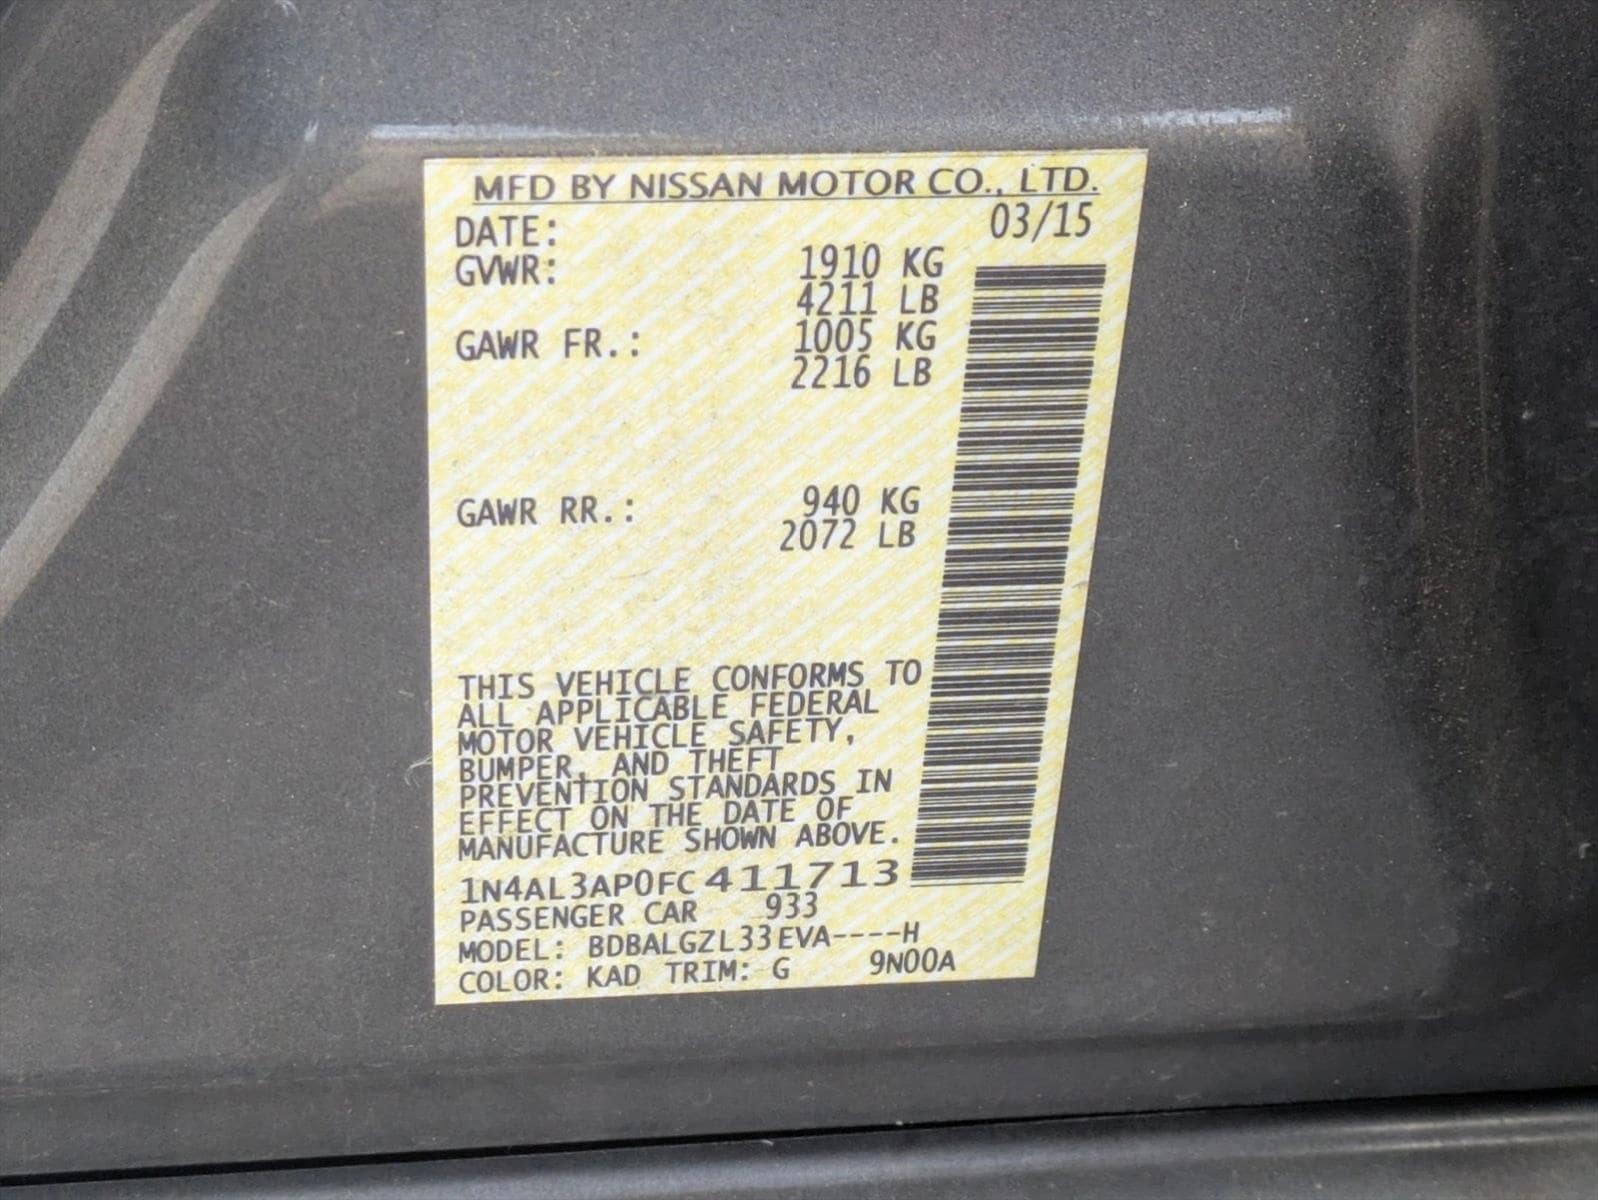 MFD BY NISSAN MOTOR CO., LTD.
DATE: 03/15
GVWR: 1910 KG
4211 LB
GAWR FR.: 1005 KG
2216 LB
GAWR RR.: 940 KG
2072 LB
THIS VEHICLE CONFORMS TO
ALL APPLICABLE FEDERAL
MOTOR VEHICLE SAFETY,
BUMPER, AND THEFT
PREVENTION STANDARDS IN
EFFECT ON THE DATE OF
MANUFACTURE SHOWN ABOVE.
1N4AL3AP0FC411713
PASSENGER CAR 933
MODEL: BDBALGZL33EVA----H
COLOR: KAD TRIM: G 9N00A